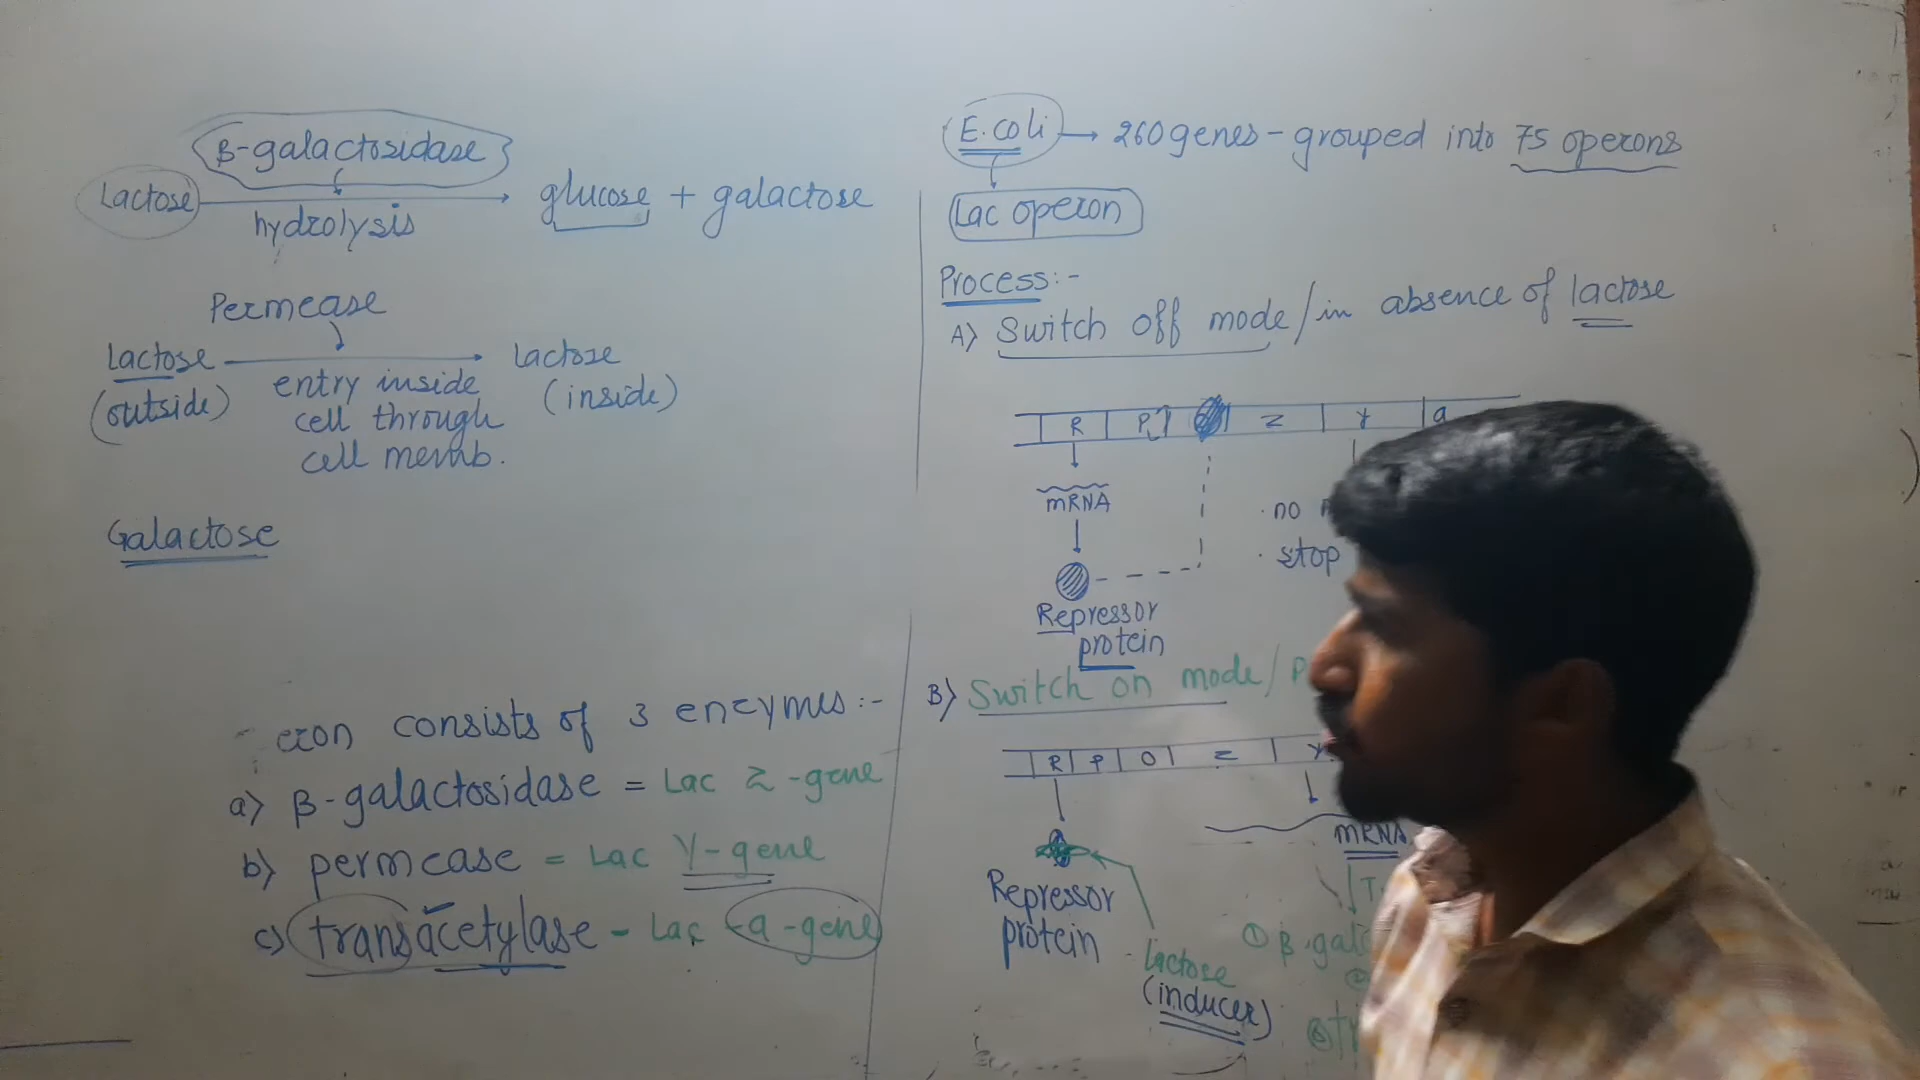 β-galactosidase
Lactose → glucose + galactose
hydrolysis
Permease
Lactose → Lactose
(outside) entry inside (inside)
cell through
cell memb.
Galactose
eron consists of 3 enzymes:-
a) β-galactosidase = Lac z-gene
b) permease = Lac Y-gene
c) transacetylase - Lac -a-gene
E.coli → 260 genes - grouped into 75 operons
Lac operon
Process:-
A) Switch off mode/in absence of lactose
R P z y a
mRNA
· no
· stop
Repressor
protein
B) Switch on mode/P
R P O z y
mRNA
Repressor
protein
lactose
(inducer)
① β-gal
②
③ tr